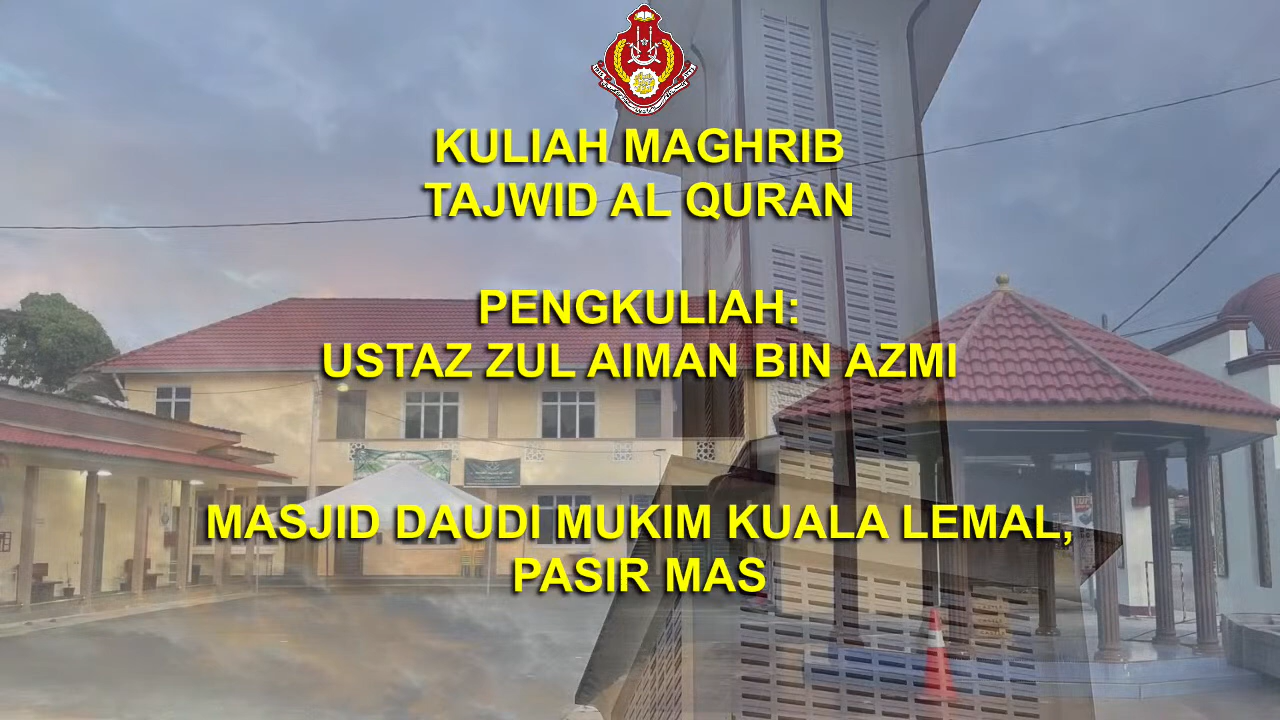 KULIAH MAGHRIB
TAJWID AL QURAN
PENGKULIAH:
USTAZ ZUL AIMAN BIN AZMI
MASJID DAUDI MUKIM KUALA LEMAL,
PASIR MAS